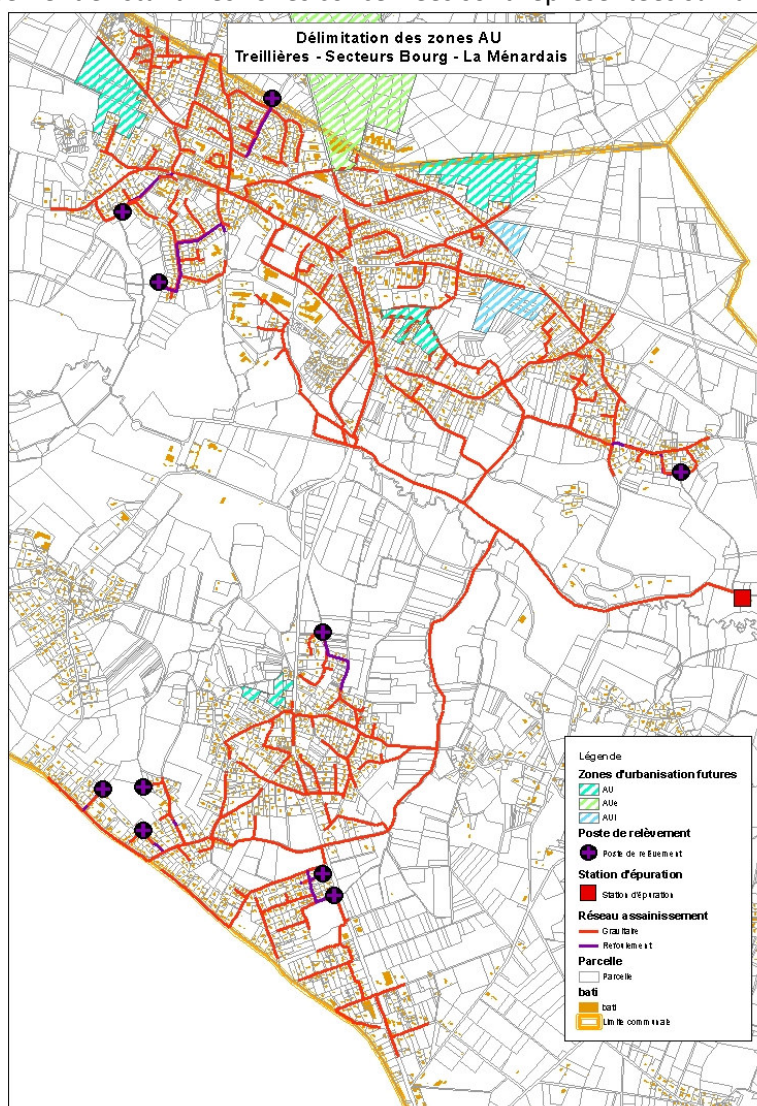 Délimitation des zones AU
Treillières - Secteurs Bourg - La Ménardais
Légende
Zones d'urbanisation futures
AU
AUe
AUl
Poste de relèvement
Poste de relèvement
Station d'épuration
Station d'épuration
Réseau assainissement
Gravitaire
Refoulement
Parcelle
Parcelle
bati
bati
Limite communale